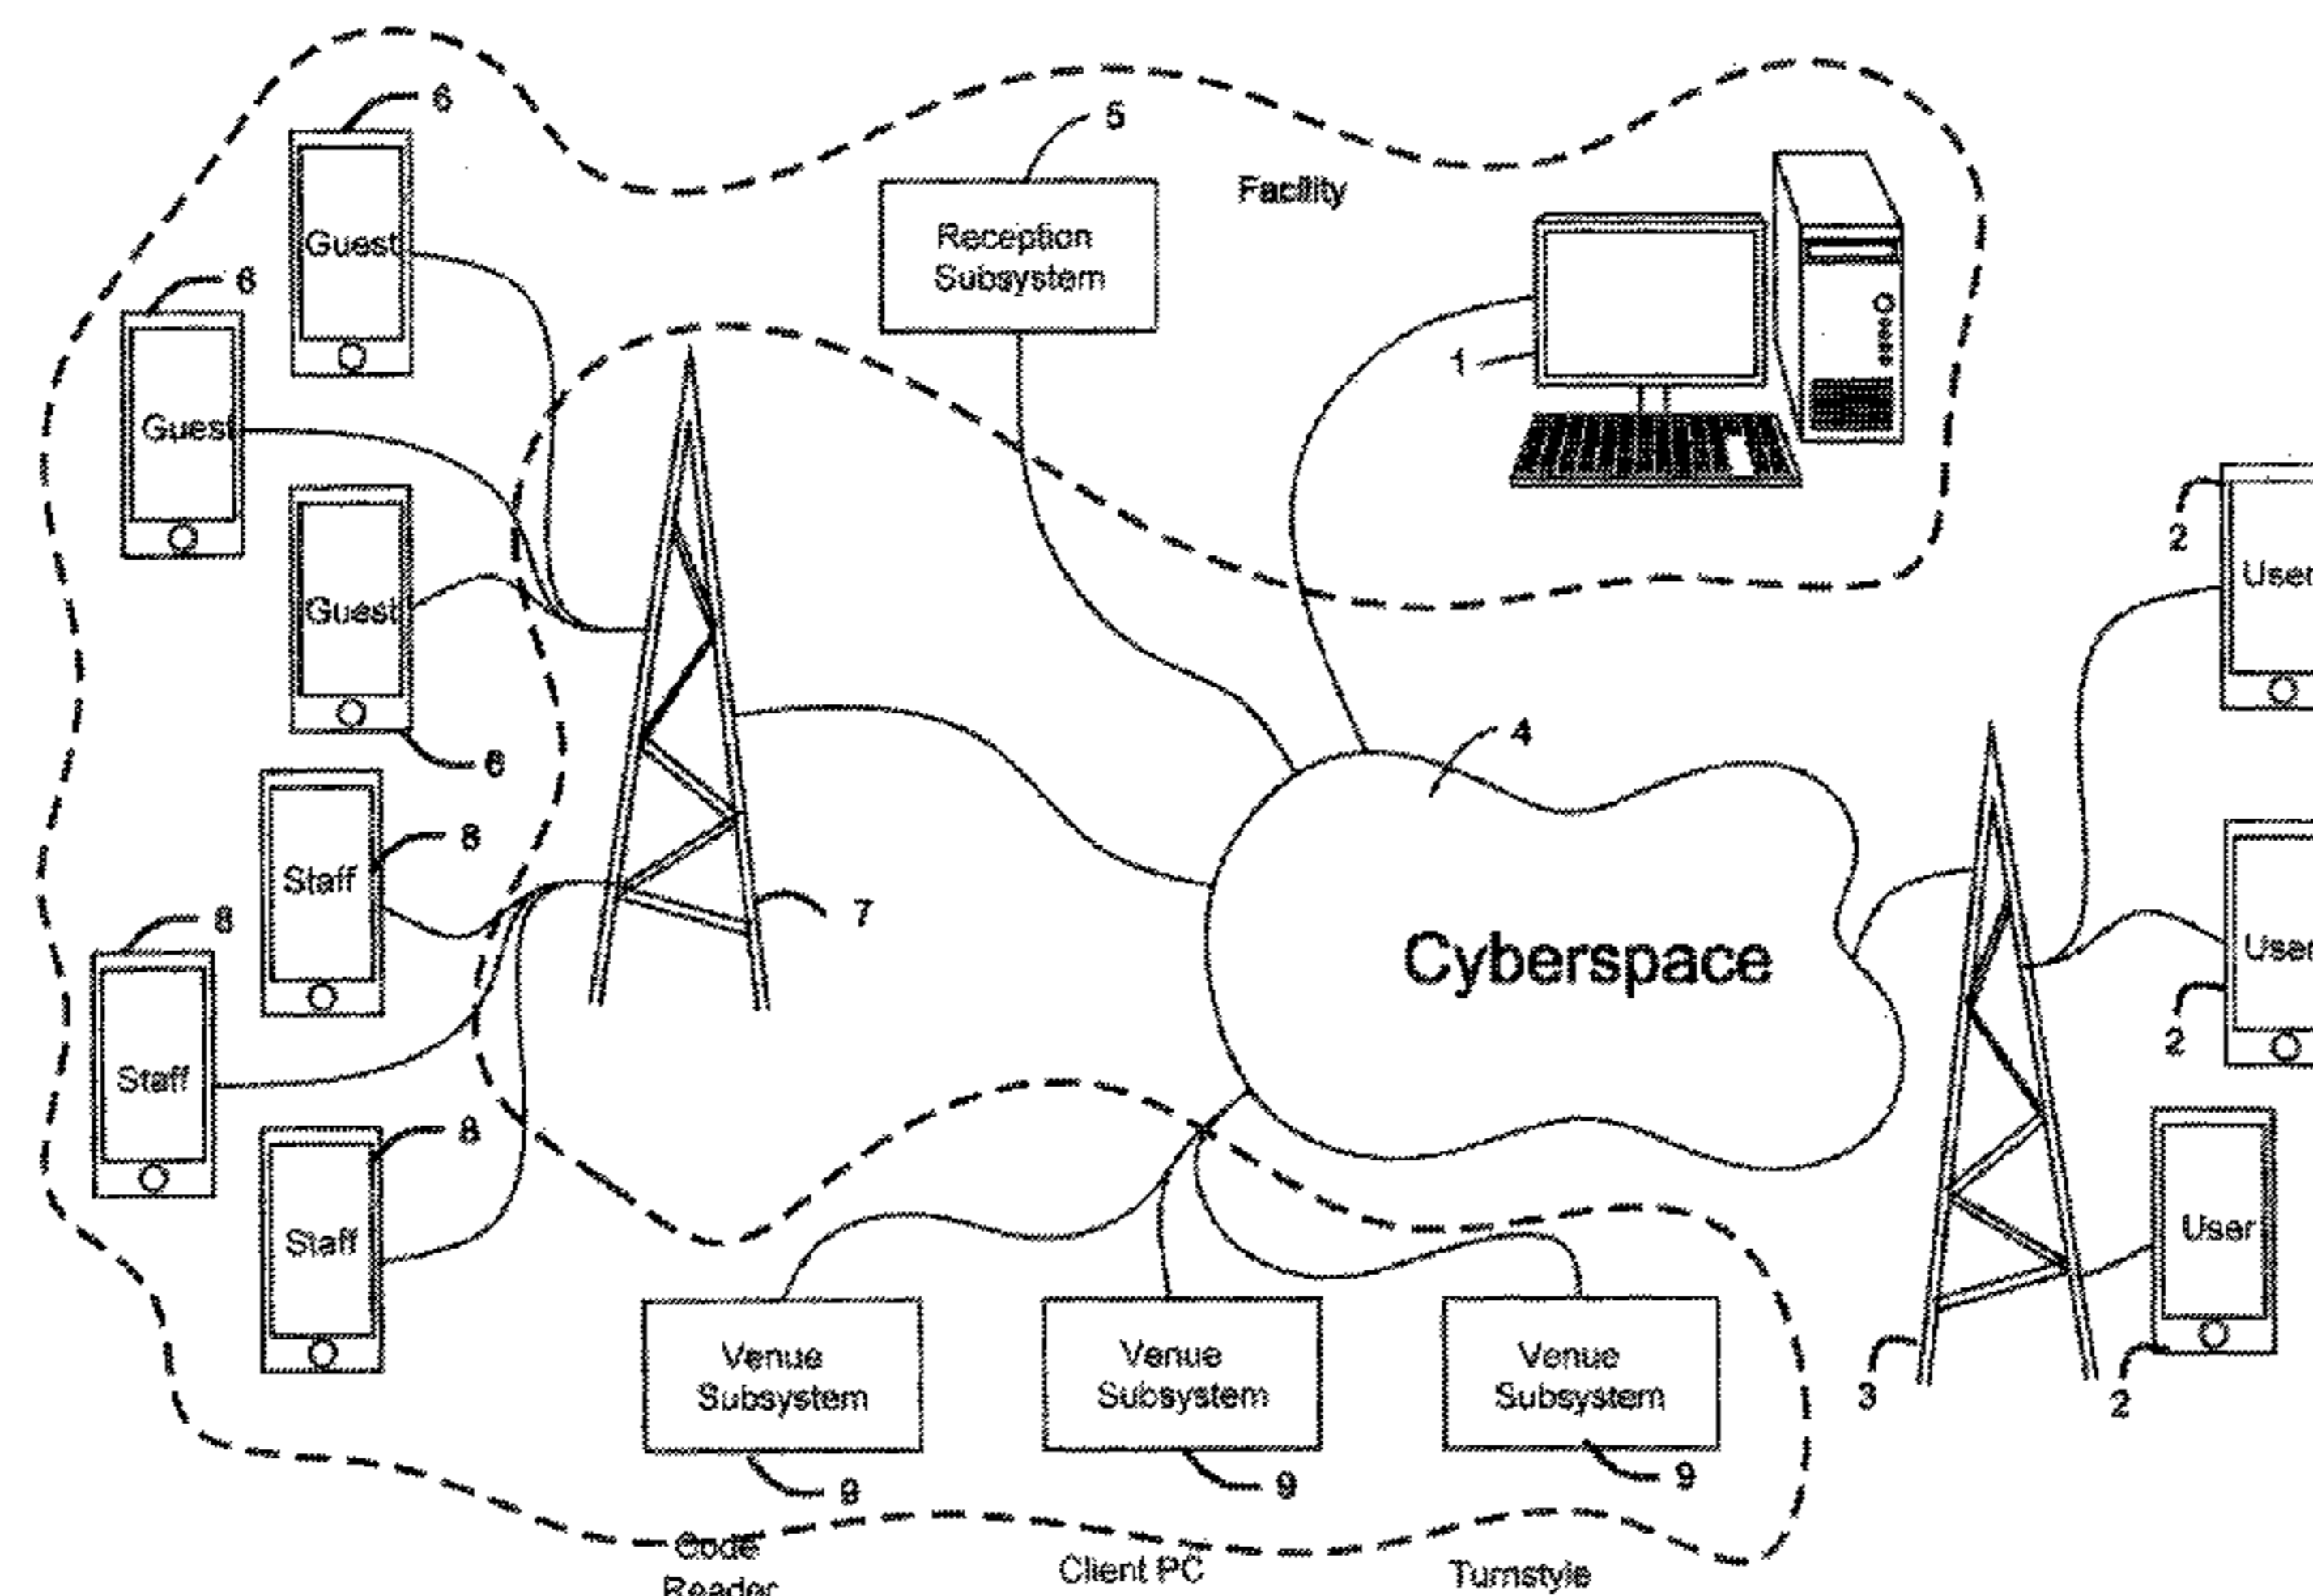 6
5
Facility
Guest
Reception
Subsystem
6
1
Guest
2
User
Guest
4
6
8
Staff
8
7
User
Cyberspace
2
Staff
8
User
Staff
Venue
Subsystem
Venue
Subsystem
Venue
Subsystem
3
2
9
9
9
Code
Reader
Client PC
Turnstyle